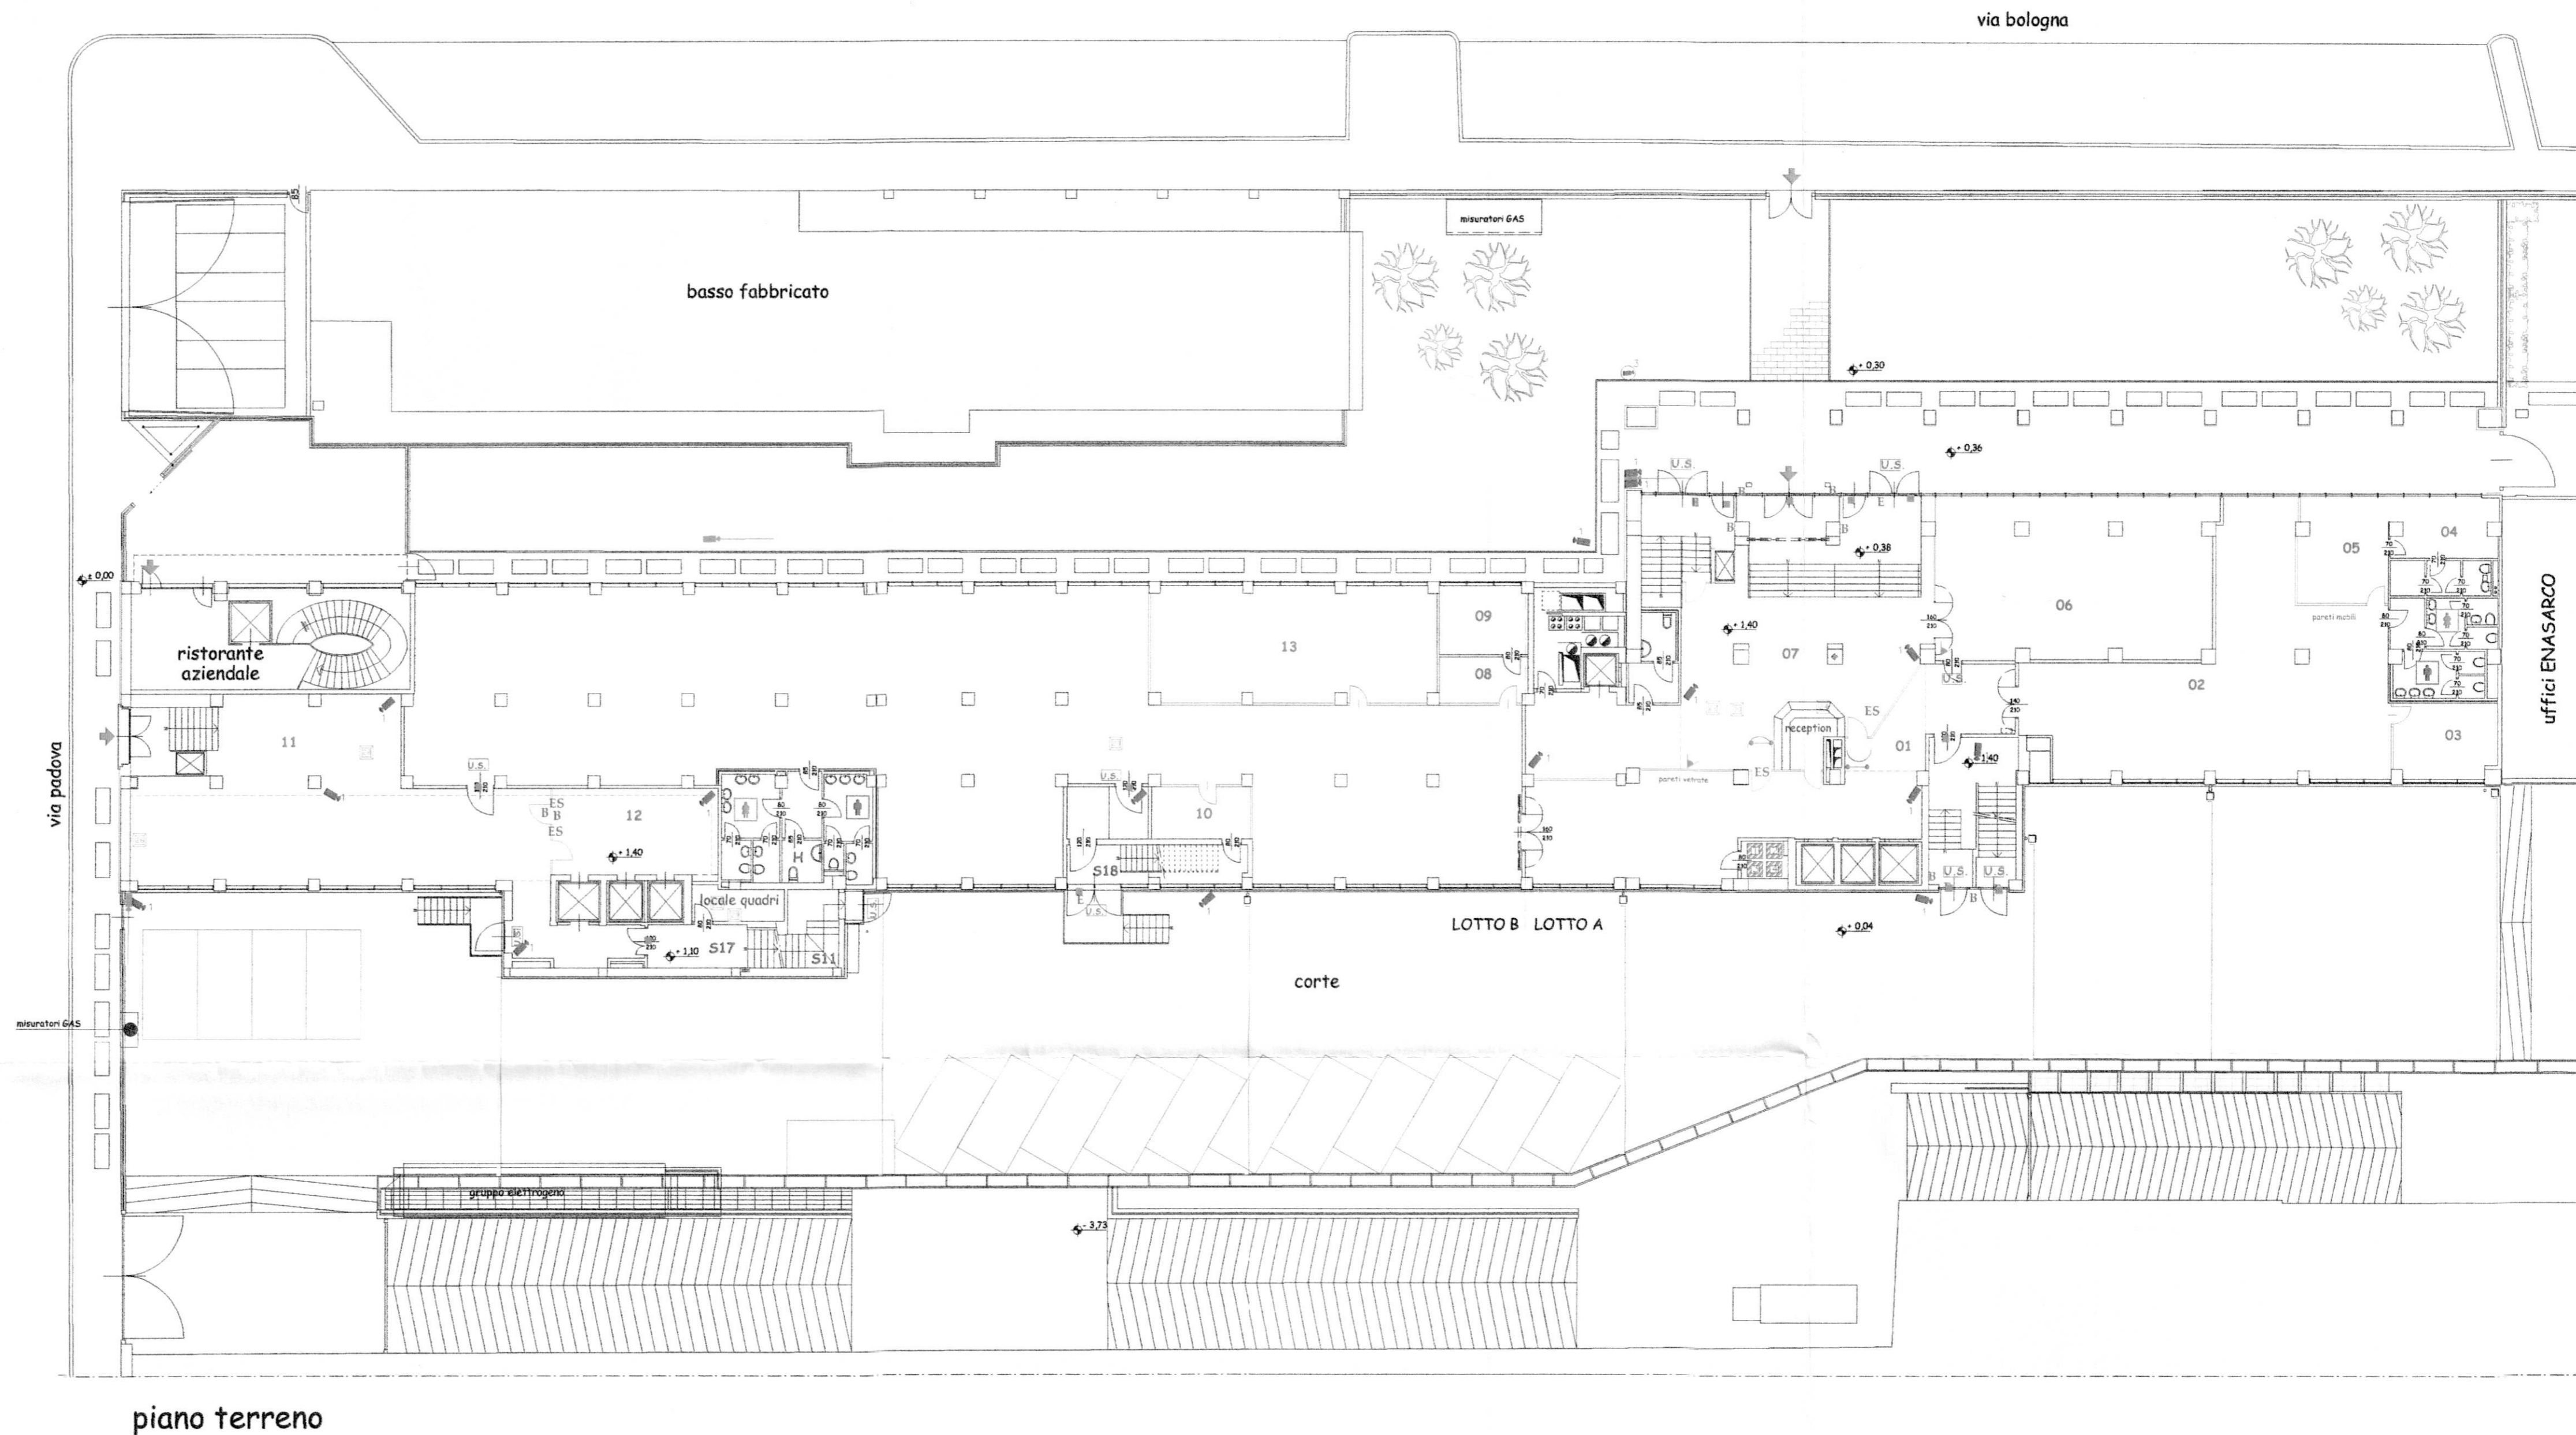 via bologna
85
misuratori GAS
basso fabbricato
+ 0,30
+ 0,36
U.S.
U.S.
B
B
E
B
B
+ 0,38
04
05
± 0,00
09
13
08
06
pareti mobili
uffici ENASARCO
ristorante
aziendale
+ 1,40
07
02
U.S.
ES
reception
01
03
via padova
11
U.S.
U.S.
ES
pareti vetrate
ES
B
B
ES
12
10
H
+ 1,40
S18
E
U.S.
locale quadri
U.S.
U.S.
U.S.
B
B
LOTTO B LOTTO A
+ 0,04
+ 1,10
S17
S11
corte
misuratori GAS
gruppo elettrogeno
- 3,73
piano terreno